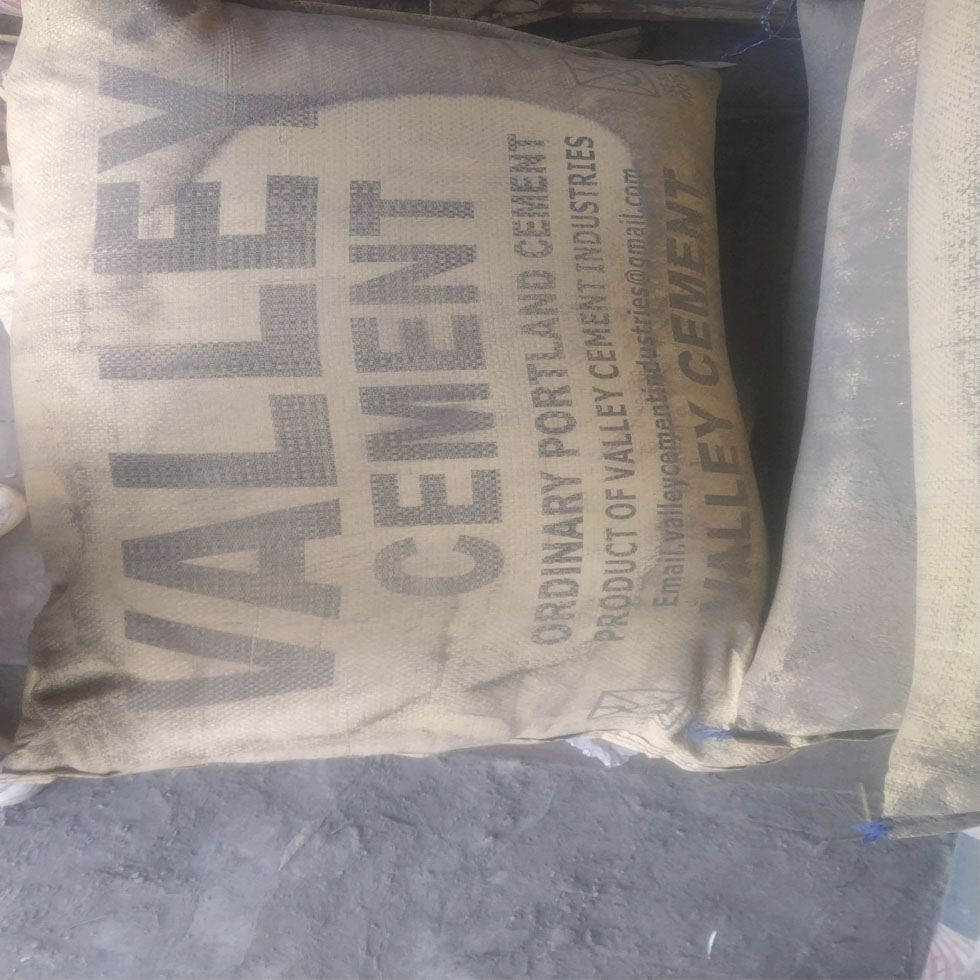 VALLEY
CEMENT
ORDINARY PORTLAND CEMENT
PRODUCT OF VALLEY CEMENT INDUSTRIES
Email.valleycementindustries@gmail.com
VALLEY CEMENT